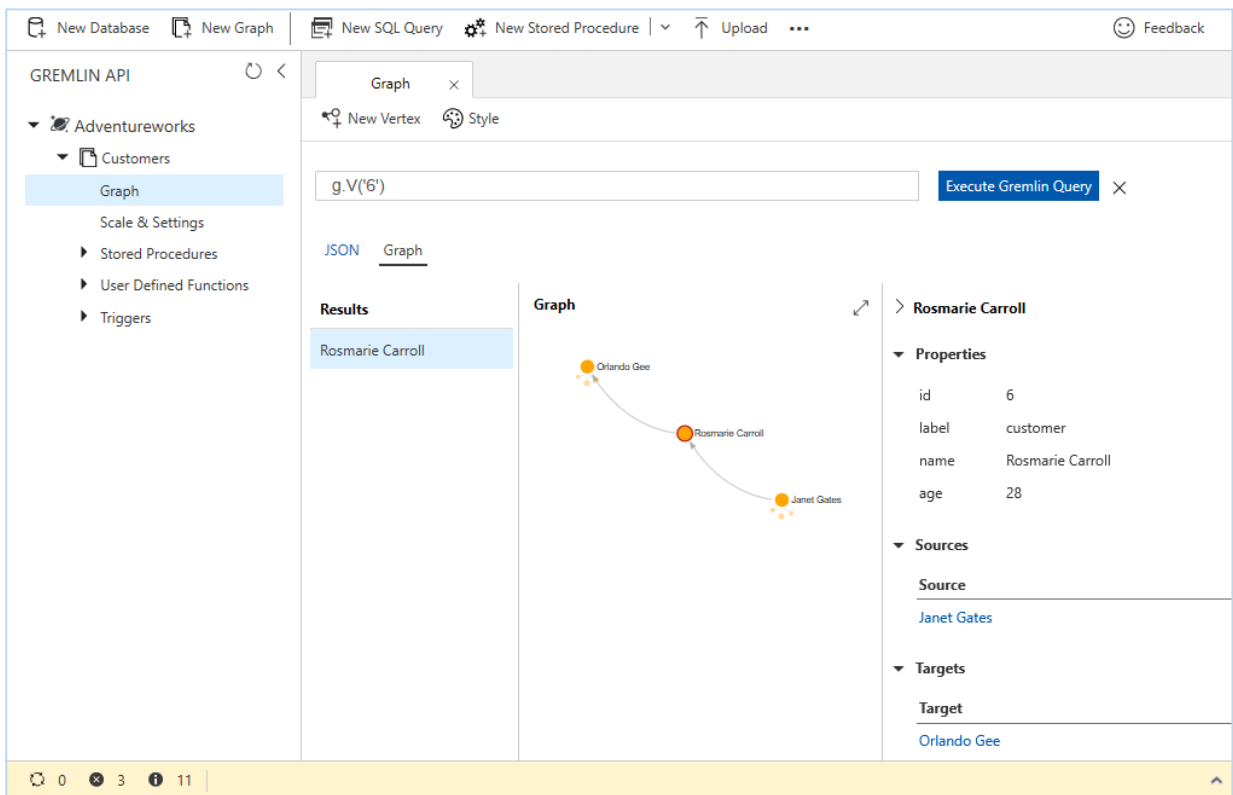 New Database New Graph New SQL Query New Stored Procedure Upload ••• Feedback
GREMLIN API
Adventureworks
Customers
Graph
Scale & Settings
Stored Procedures
User Defined Functions
Triggers
Graph
New Vertex Style
g.V('6')
Execute Gremlin Query
JSON Graph
Results
Rosmarie Carroll
Graph
Orlando Gee
Rosmarie Carroll
Janet Gates
Rosmarie Carroll
Properties
id 6
label customer
name Rosmarie Carroll
age 28
Sources
Source
Janet Gates
Targets
Target
Orlando Gee
0 3 11